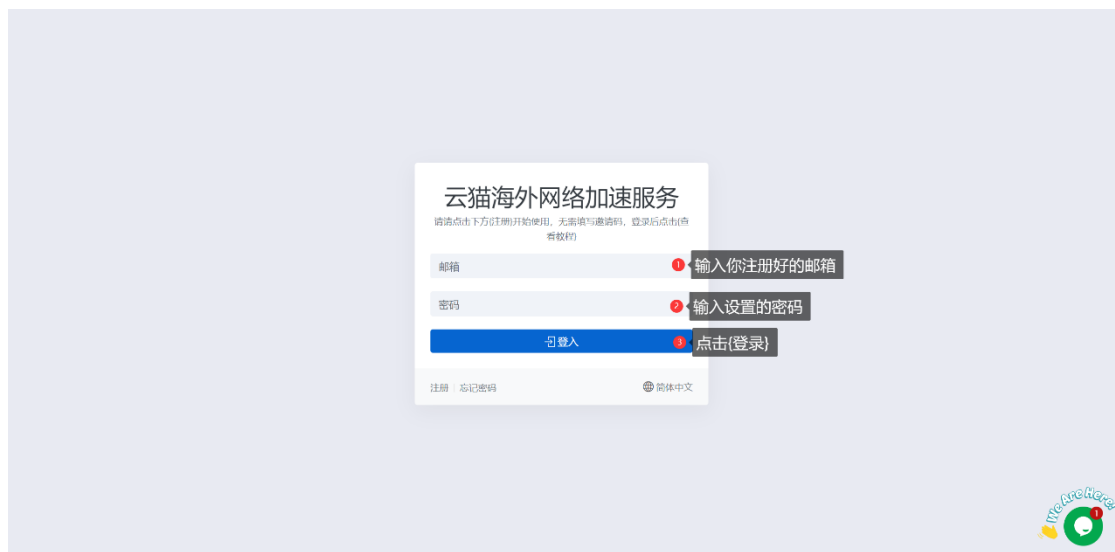 云猫海外网络加速服务
请请点击下方(注册)开始使用，无需填写邀请码，登录后点击(查
看教程)
邮箱
1 输入你注册好的邮箱
密码
2 输入设置的密码
登入
3 点击{登录}
注册 | 忘记密码
简体中文
We Are Here!
1